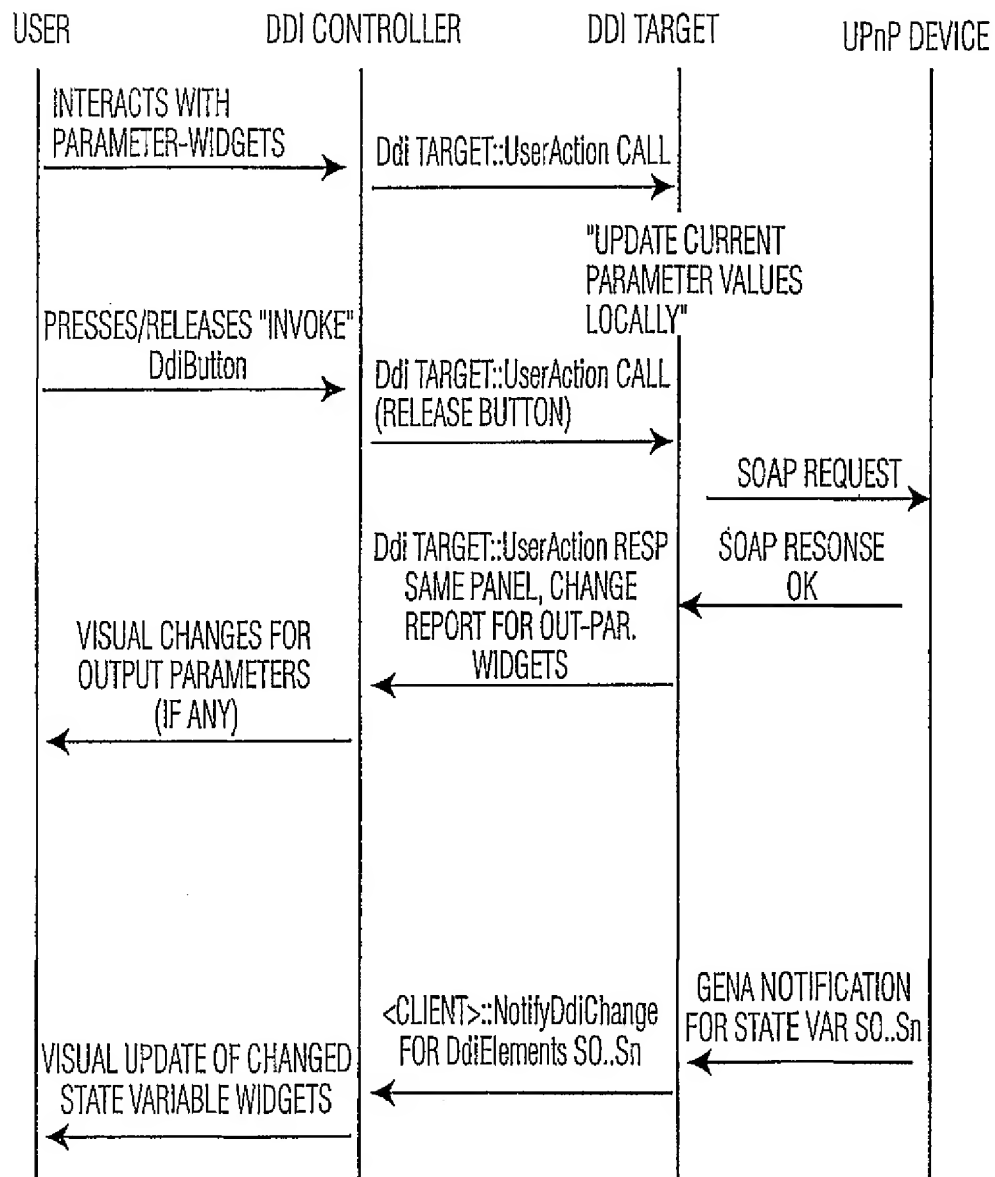 USER
DDI CONTROLLER
DDI TARGET
UPnP DEVICE
INTERACTS WITH
PARAMETER-WIDGETS
Ddi TARGET::UserAction CALL
"UPDATE CURRENT
PARAMETER VALUES
LOCALLY"
PRESSES/RELEASES "INVOKE"
DdiButton
Ddi TARGET::UserAction CALL
(RELEASE BUTTON)
SOAP REQUEST
Ddi TARGET::UserAction RESP
SAME PANEL, CHANGE
REPORT FOR OUT-PAR.
WIDGETS
SOAP RESONSE
OK
VISUAL CHANGES FOR
OUTPUT PARAMETERS
(IF ANY)
GENA NOTIFICATION
FOR STATE VAR SO..Sn
<CLIENT>::NotifyDdiChange
FOR DdiElements SO..Sn
VISUAL UPDATE OF CHANGED
STATE VARIABLE WIDGETS